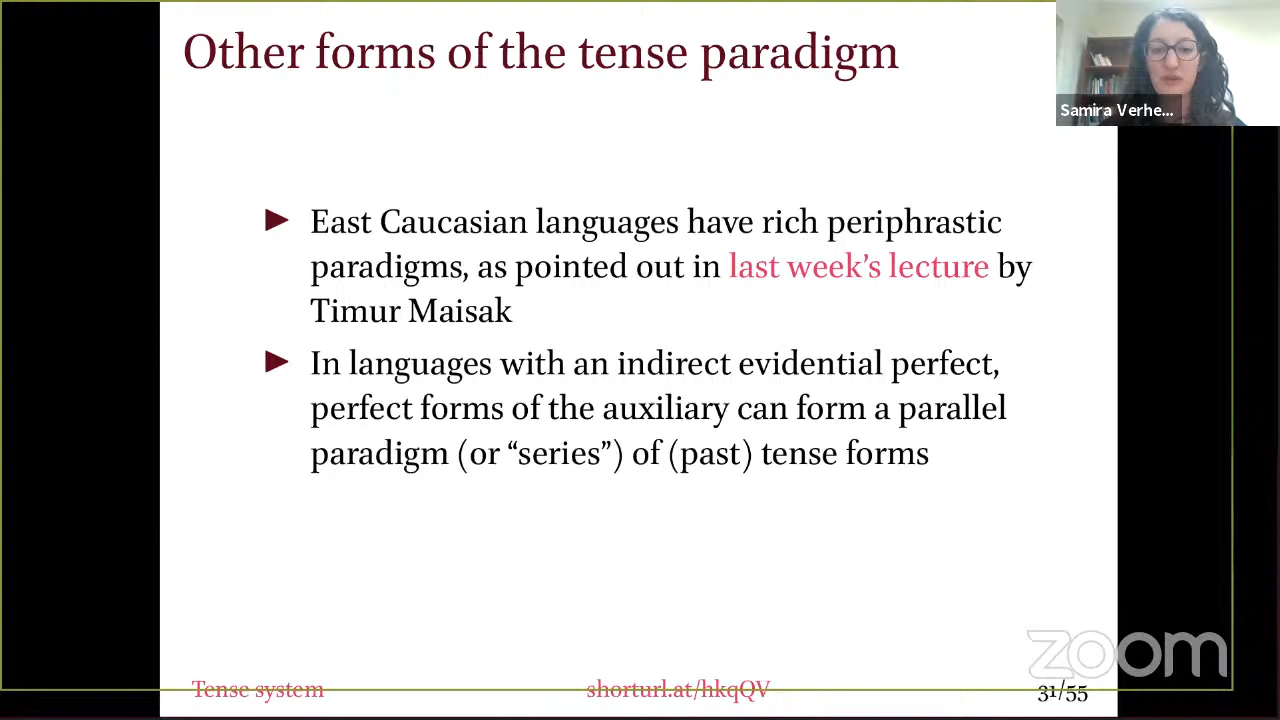 Other forms of the tense paradigm
Samira Verhe...
▶ East Caucasian languages have rich periphrastic
paradigms, as pointed out in last week's lecture by
Timur Maisak
▶ In languages with an indirect evidential perfect,
perfect forms of the auxiliary can form a parallel
paradigm (or “series”) of (past) tense forms
zoom
Tense system shorturl.at/hkqQV 31/55